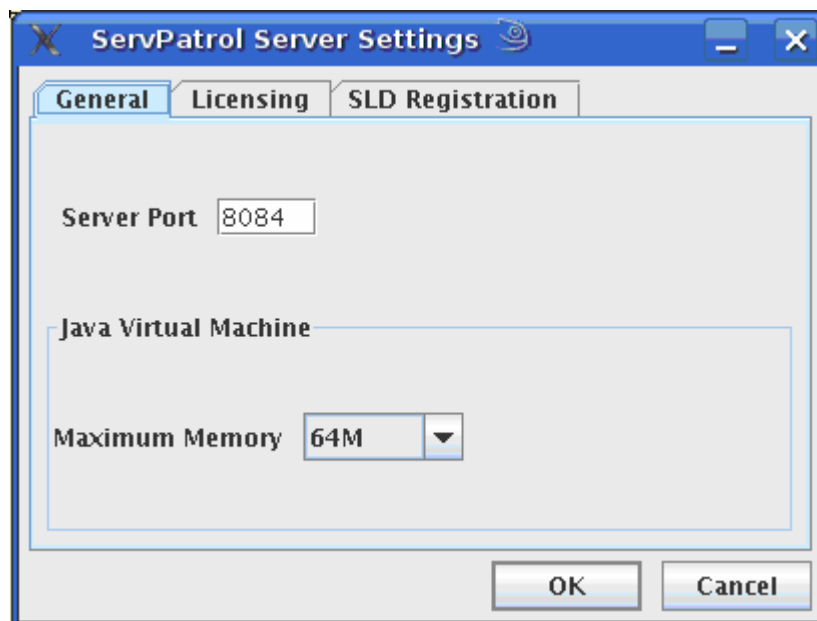 ServPatrol Server Settings
General Licensing SLD Registration
Server Port 8084
Java Virtual Machine
Maximum Memory 64M
OK Cancel